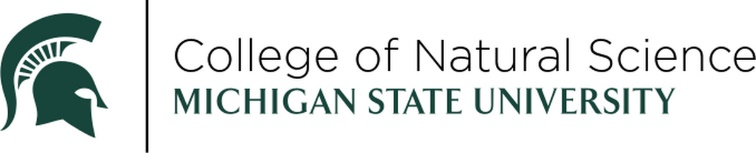 College of Natural Science
MICHIGAN STATE UNIVERSITY